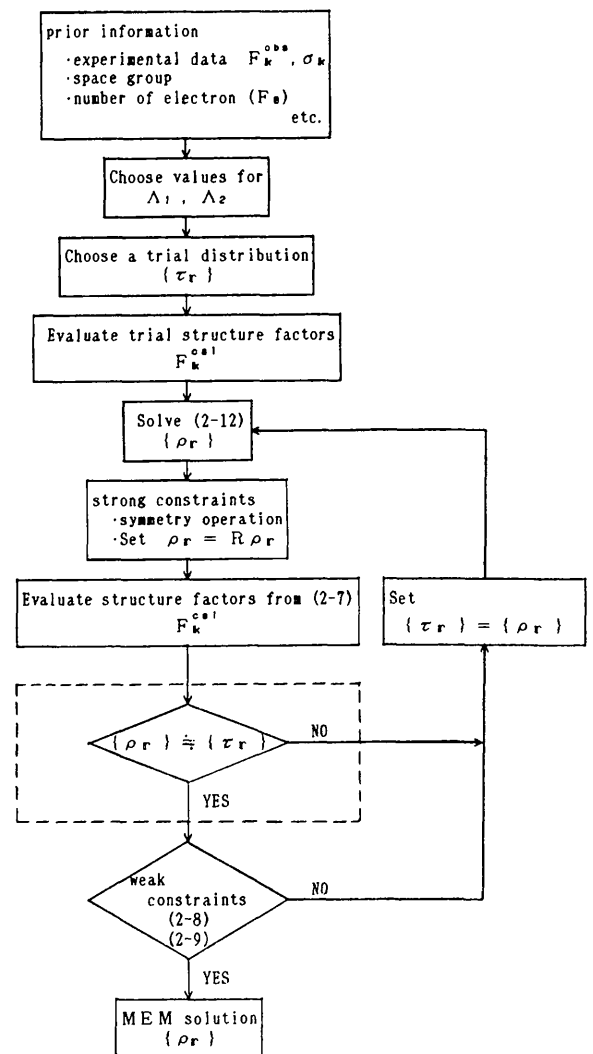 prior information
・experimental data F_k^obs, σ_k
・space group
・number of electron (F₀)
etc.
Choose values for
Λ₁ , Λ₂
Choose a trial distribution
{ τ_r }
Evaluate trial structure factors
F_k^cal
Solve (2-12)
{ ρ_r }
strong constraints
・symmetry operation
・Set ρ_r = R ρ_r
Evaluate structure factors from (2-7)
F_k^cal
Set
{ τ_r } = { ρ_r }
{ ρ_r } ≒ { τ_r }
NO
YES
weak
constraints
(2-8)
(2-9)
NO
YES
MEM solution
{ ρ_r }